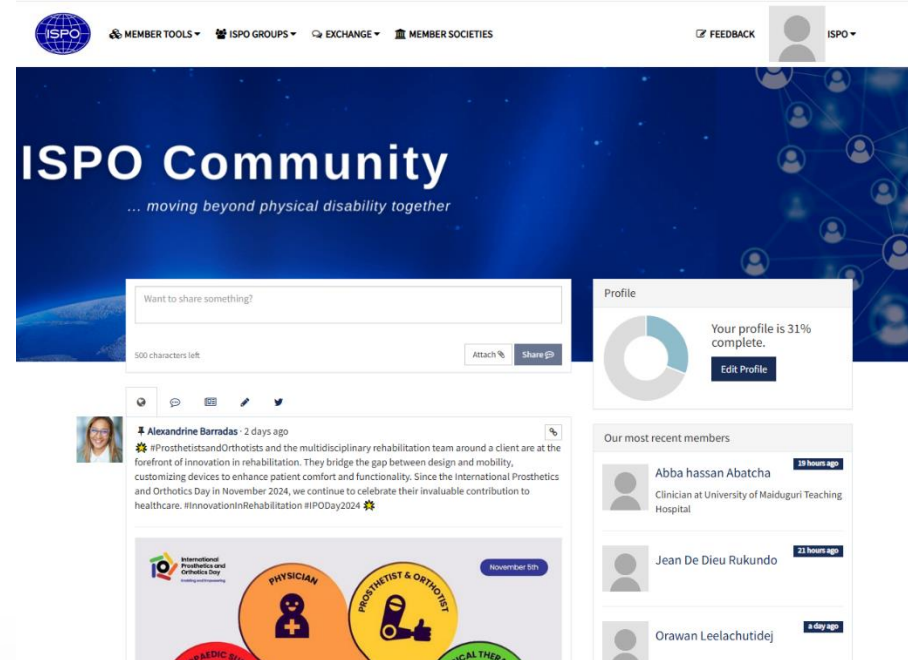 ISPO
MEMBER TOOLS
ISPO GROUPS
EXCHANGE
MEMBER SOCIETIES
FEEDBACK
ISPO
ISPO Community
... moving beyond physical disability together
Want to share something?
500 characters left
Attach
Share
Profile
Your profile is 31%
complete.
Edit Profile
Alexandrine Barradas · 2 days ago
#ProsthetistsandOrthotists and the multidisciplinary rehabilitation team around a client are at the
forefront of innovation in rehabilitation. They bridge the gap between design and mobility,
customizing devices to enhance patient comfort and functionality. Since the International Prosthetics
and Orthotics Day in November 2024, we continue to celebrate their invaluable contribution to
healthcare. #InnovationInRehabilitation #IPODay2024
International
Prosthetics and
Orthotics Day
November 5th
PHYSICIAN
PROSTHETIST & ORTHOTIST
Our most recent members
19 hours ago
Abba hassan Abatcha
Clinician at University of Maiduguri Teaching
Hospital
21 hours ago
Jean De Dieu Rukundo
a day ago
Orawan Leelachutidej